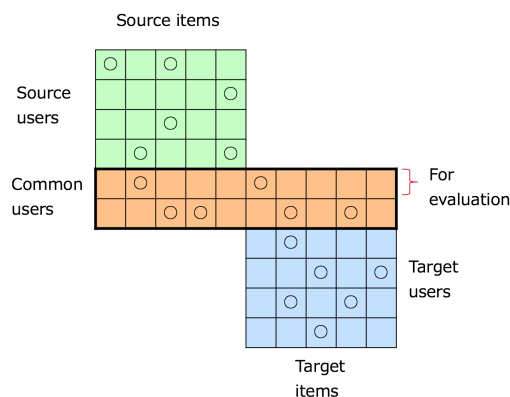 Source items
Source
users
Common
users
For
evaluation
Target
users
Target
items